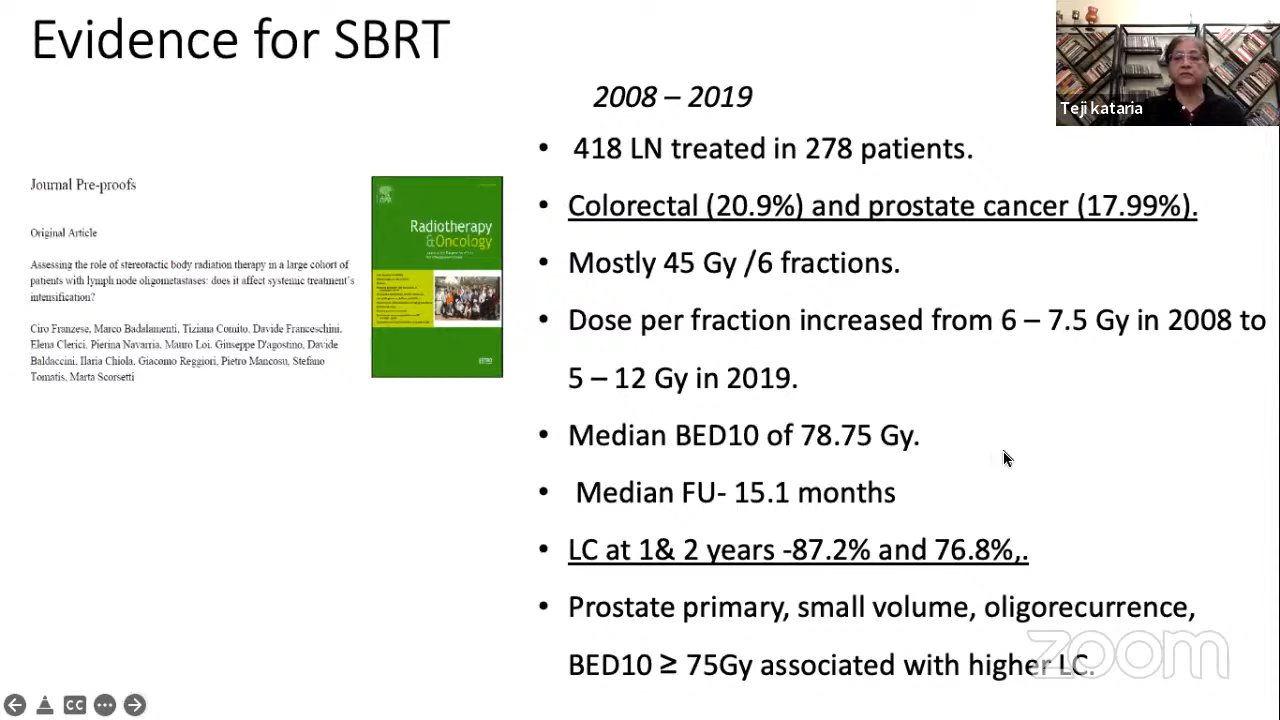 Evidence for SBRT
Teji kataria
2008 – 2019
Journal Pre-proofs
Original Article
Assessing the role of stereotactic body radiation therapy in a large cohort of
patients with lymph node oligometastases: does it affect systemic treatment's
intensification?
Ciro Franzese, Marco Badalamenti, Tiziana Comito, Davide Franceschini,
Elena Clerici, Pierina Navarria, Mauro Loi, Giuseppe D'agostino, Davide
Baldaccini, Ilaria Chiola, Giacomo Reggiori, Pietro Mancosu, Stefano
Tomatis, Marta Scorsetti
Radiotherapy
&Oncology
• 418 LN treated in 278 patients.
• Colorectal (20.9%) and prostate cancer (17.99%).
• Mostly 45 Gy /6 fractions.
• Dose per fraction increased from 6 – 7.5 Gy in 2008 to
5 – 12 Gy in 2019.
• Median BED10 of 78.75 Gy.
• Median FU- 15.1 months
• LC at 1& 2 years -87.2% and 76.8%,.
• Prostate primary, small volume, oligorecurrence,
BED10 ≥ 75Gy associated with higher LC.
zoom
CC